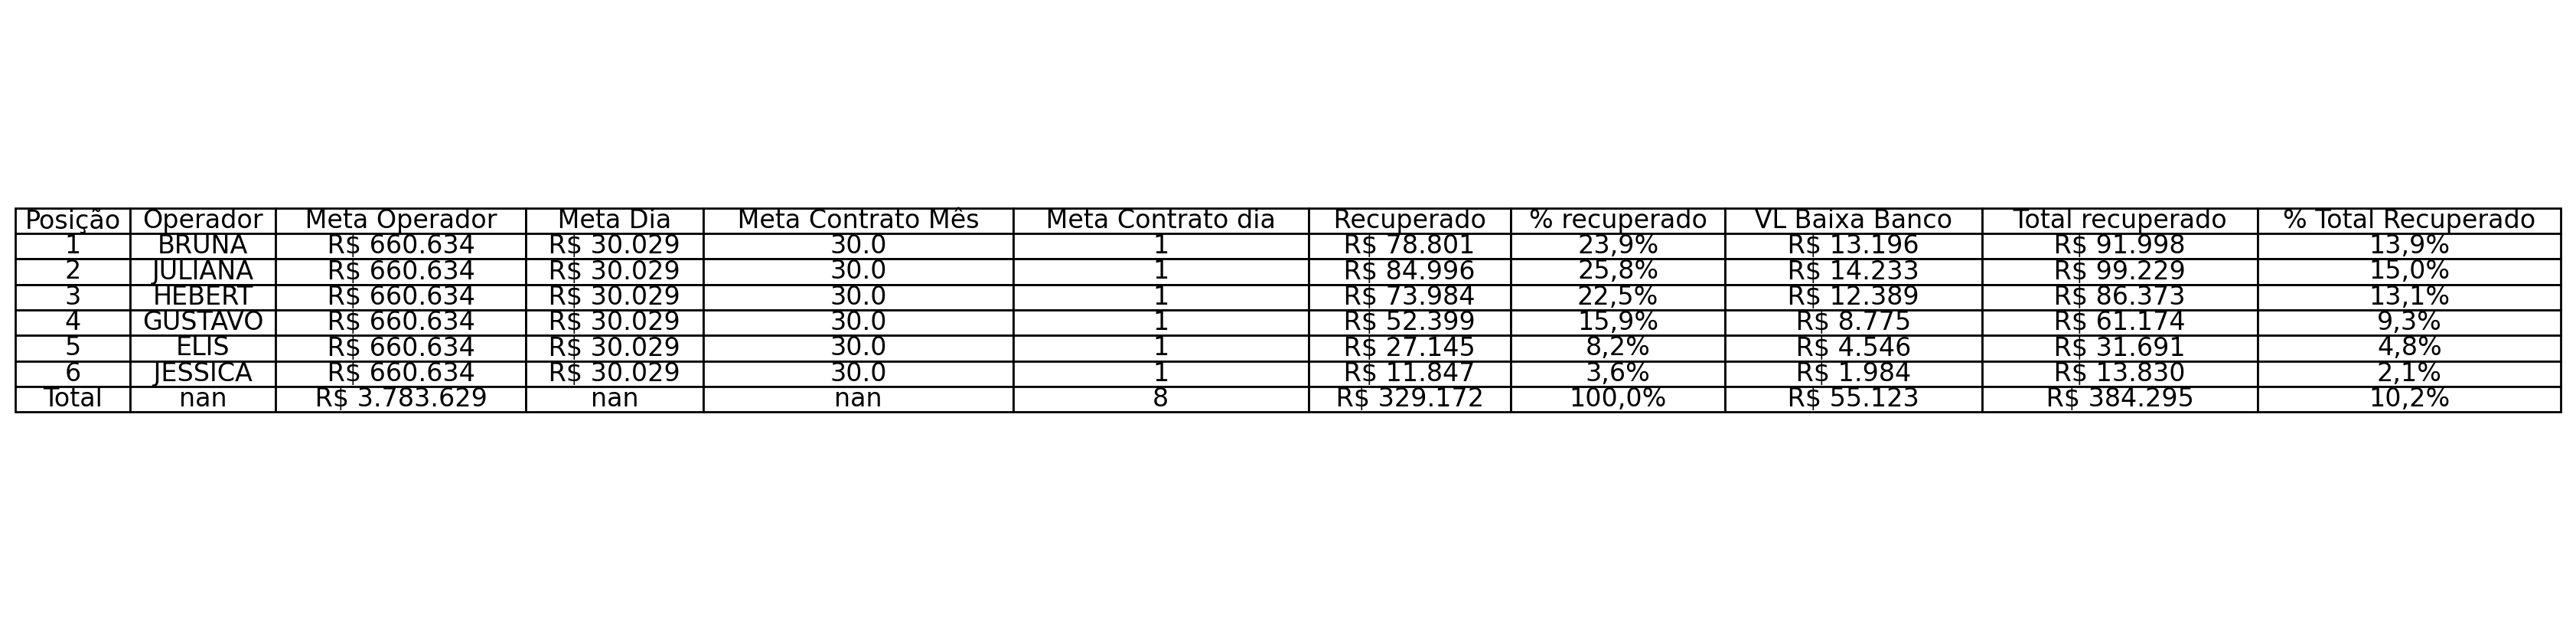 Posição Operador Meta Operador Meta Dia Meta Contrato Mês Meta Contrato dia Recuperado % recuperado VL Baixa Banco Total recuperado % Total Recuperado
1 BRUNA R$ 660.634 R$ 30.029 30.0 1 R$ 78.801 23,9% R$ 13.196 R$ 91.998 13,9%
2 JULIANA R$ 660.634 R$ 30.029 30.0 1 R$ 84.996 25,8% R$ 14.233 R$ 99.229 15,0%
3 HEBERT R$ 660.634 R$ 30.029 30.0 1 R$ 73.984 22,5% R$ 12.389 R$ 86.373 13,1%
4 GUSTAVO R$ 660.634 R$ 30.029 30.0 1 R$ 52.399 15,9% R$ 8.775 R$ 61.174 9,3%
5 ELIS R$ 660.634 R$ 30.029 30.0 1 R$ 27.145 8,2% R$ 4.546 R$ 31.691 4,8%
6 JESSICA R$ 660.634 R$ 30.029 30.0 1 R$ 11.847 3,6% R$ 1.984 R$ 13.830 2,1%
Total nan R$ 3.783.629 nan nan 8 R$ 329.172 100,0% R$ 55.123 R$ 384.295 10,2%